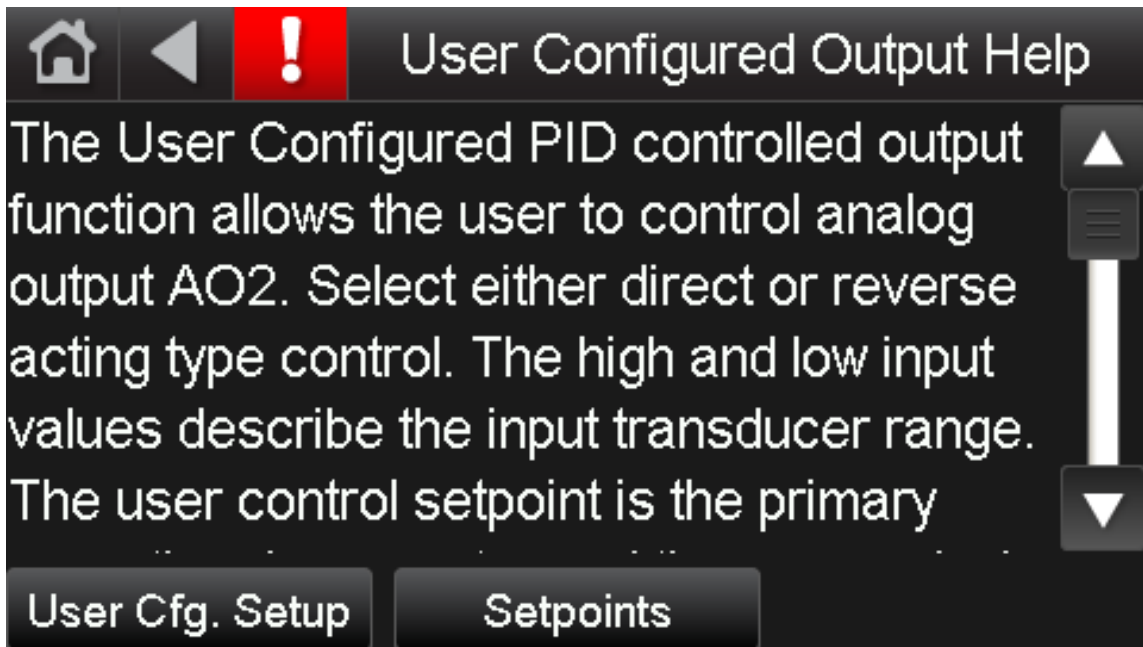 User Configured Output Help
The User Configured PID controlled output
function allows the user to control analog
output AO2. Select either direct or reverse
acting type control. The high and low input
values describe the input transducer range.
The user control setpoint is the primary
User Cfg. Setup
Setpoints